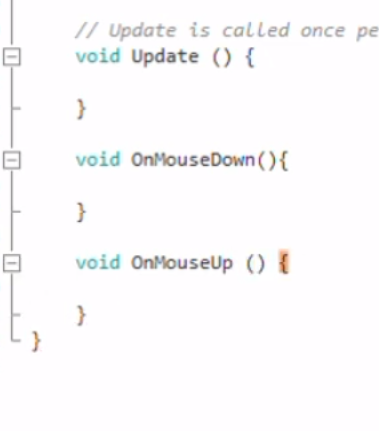 // Update is called once pe
void Update () {
}
void OnMouseDown(){
}
void OnMouseUp () {
}
}